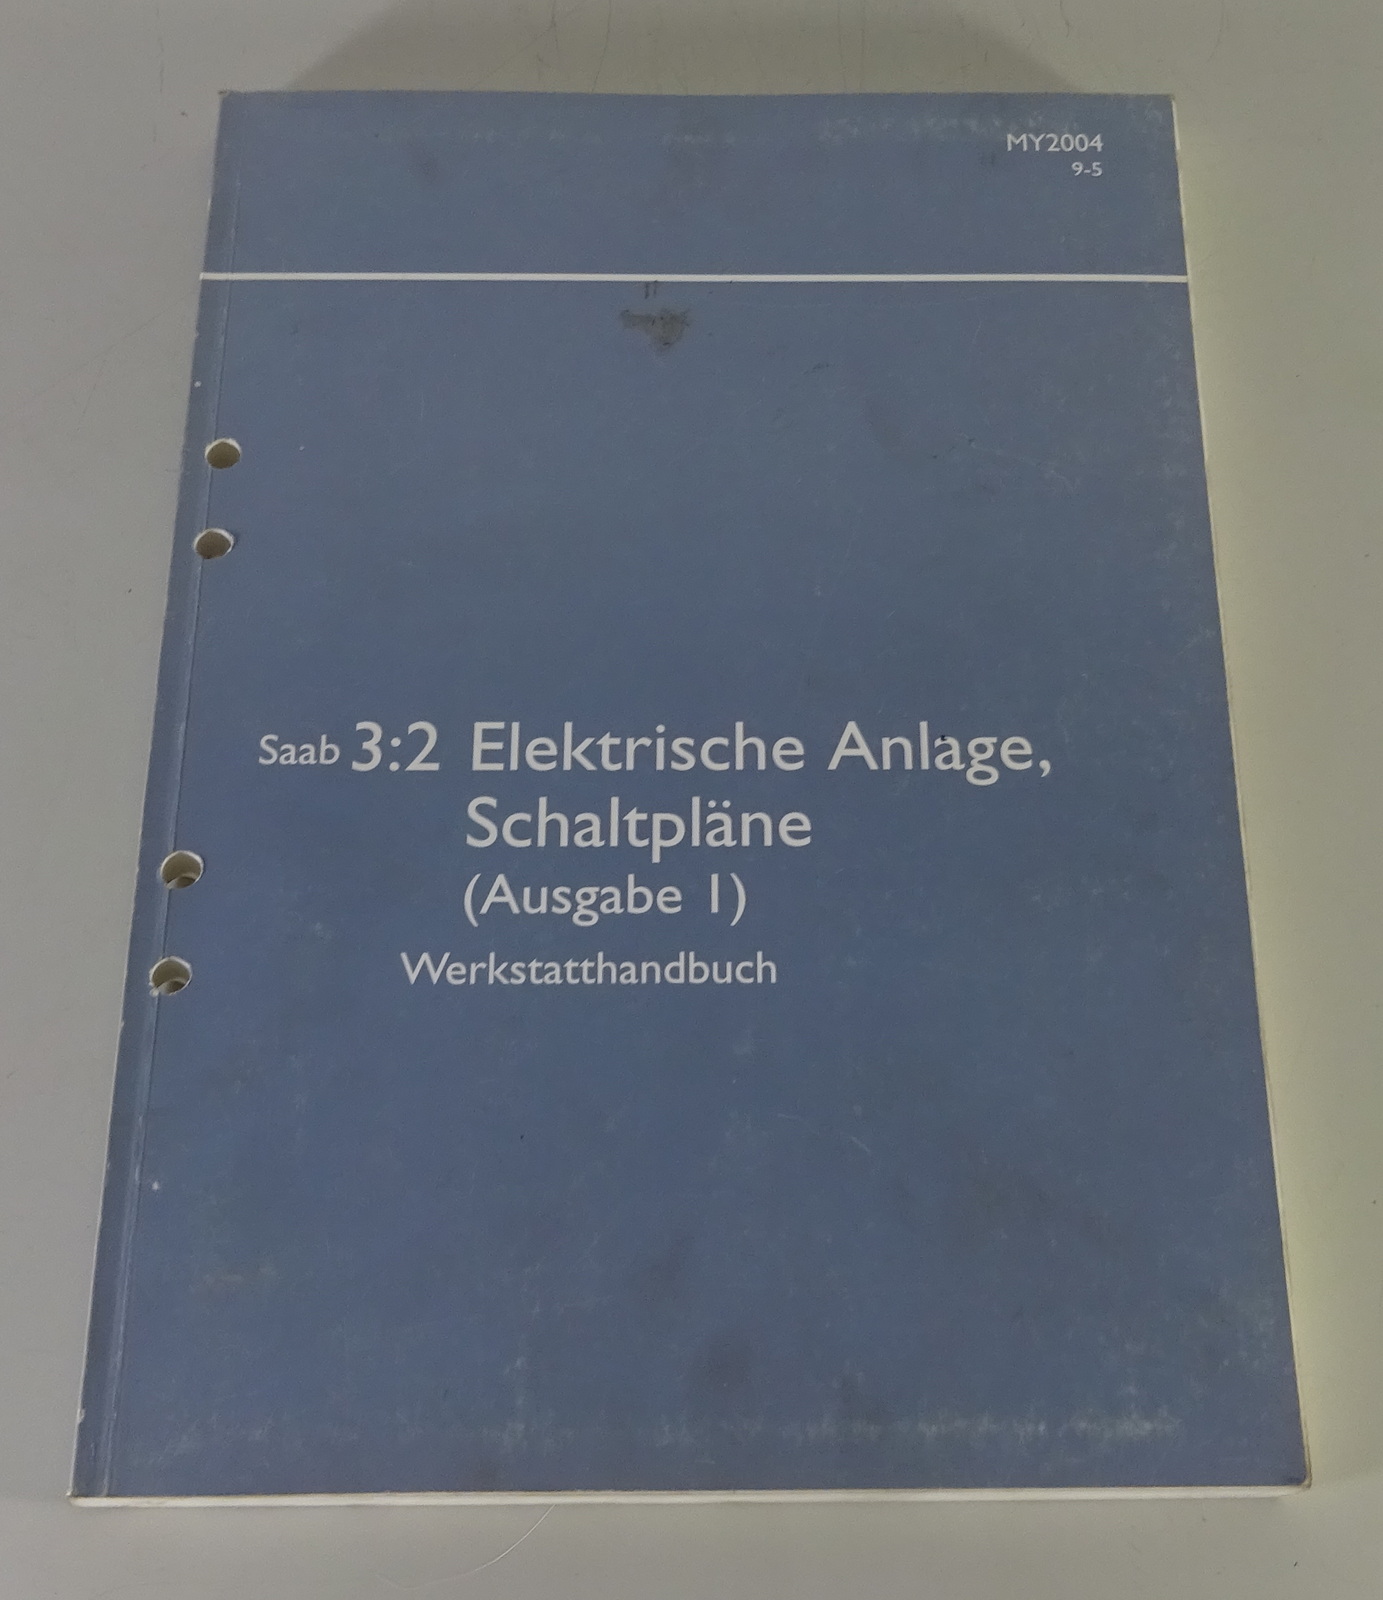 MY2004
9-5
Saab 3:2 Elektrische Anlage,
Schaltpläne
(Ausgabe 1)
Werkstatthandbuch